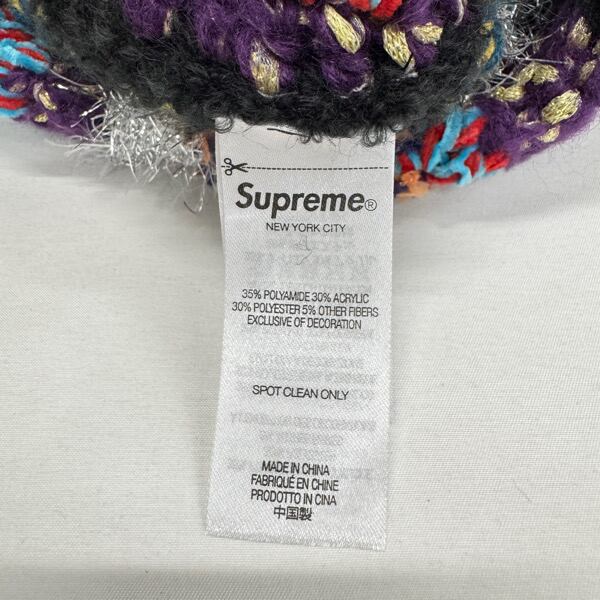 Supreme®
NEW YORK CITY
35% POLYAMIDE 30% ACRYLIC
30% POLYESTER 5% OTHER FIBERS
EXCLUSIVE OF DECORATION
SPOT CLEAN ONLY
MADE IN CHINA
FABRIQUÉ EN CHINE
PRODOTTO IN CINA
中国製